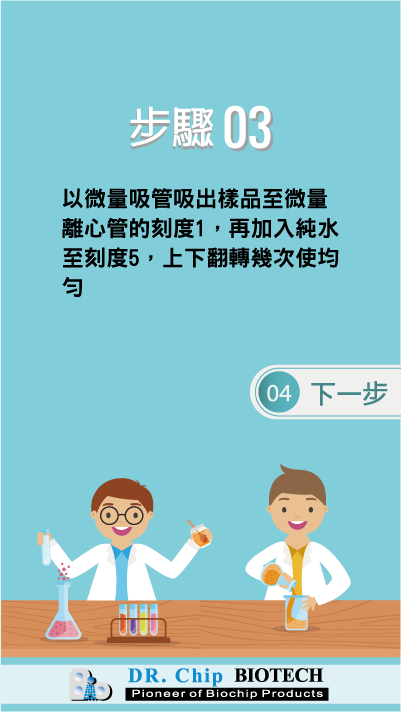 步驟 03
以微量吸管吸出樣品至微量
離心管的刻度1，再加入純水
至刻度5，上下翻轉幾次使均
勻
04 下一步
DR. Chip BIOTECH
Pioneer of Biochip Products